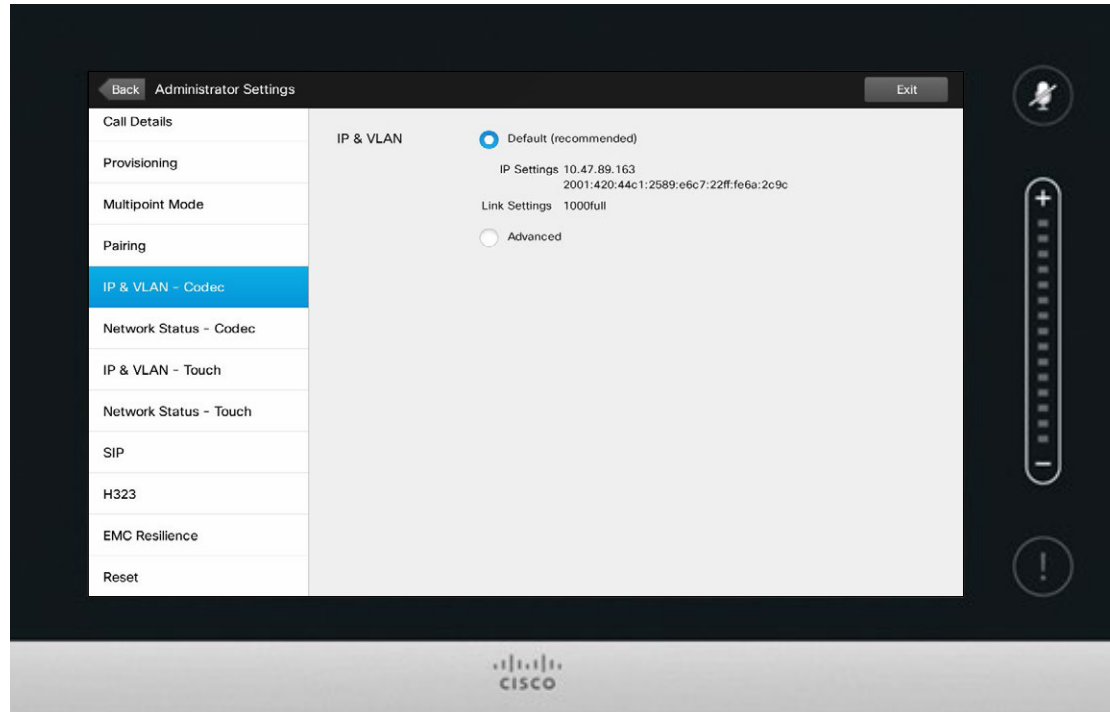 Back Administrator Settings Exit
Call Details
Provisioning
Multipoint Mode
Pairing
IP & VLAN - Codec
Network Status - Codec
IP & VLAN - Touch
Network Status - Touch
SIP
H323
EMC Resilience
Reset
IP & VLAN Default (recommended)
IP Settings 10.47.89.163
2001:420:44c1:2589:e6c7:22ff:fe6a:2c9c
Link Settings 1000full
Advanced
+
−
!
CISCO